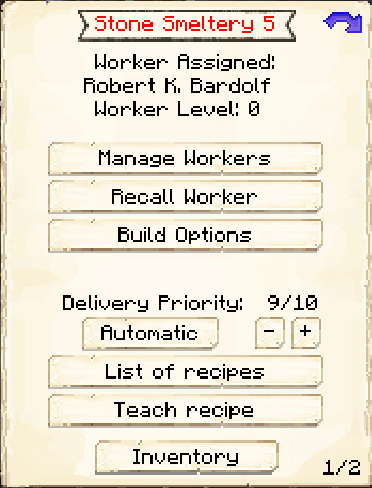 Stone Smeltery 5
Worker Assigned:
Robert K. Bardolf
Worker Level: 0
Manage Workers
Recall Worker
Build Options
Delivery Priority: 9/10
Automatic - +
List of recipes
Teach recipe
Inventory
1/2